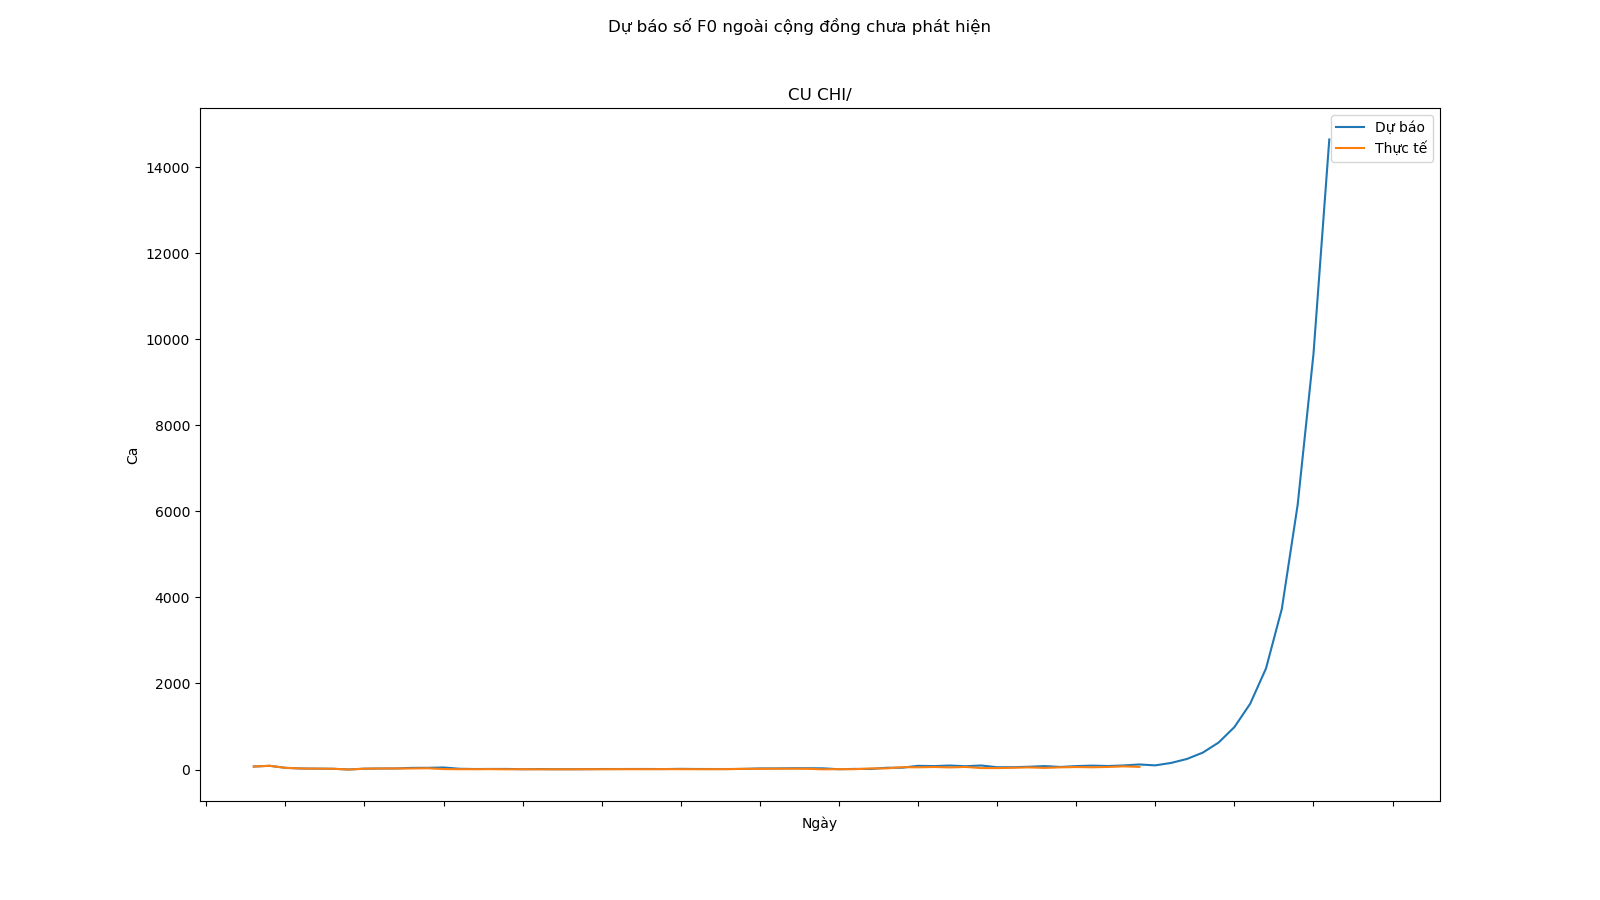 Dự báo số F0 ngoài cộng đồng chưa phát hiện
CU CHI/
Dự báo
Thực tế
14000
12000
10000
8000
6000
4000
2000
0
Ca
Ngày